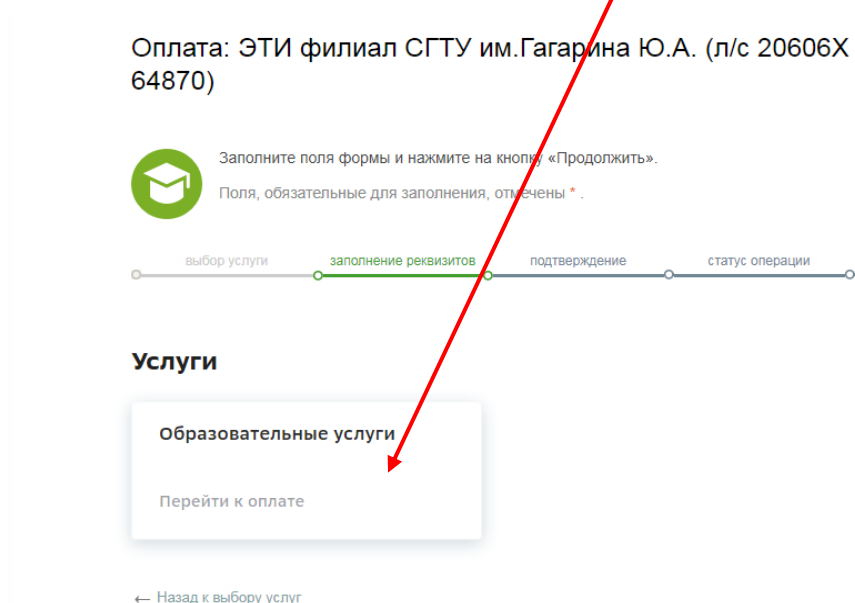 Оплата: ЭТИ филиал СГТУ им.Гагарина Ю.А. (л/с 20606Х
64870)
Заполните поля формы и нажмите на кнопку «Продолжить».
Поля, обязательные для заполнения, отмечены * .
выбор услуги заполнение реквизитов подтверждение статус операции
Услуги
Образовательные услуги
Перейти к оплате
← Назад к выбору услуг